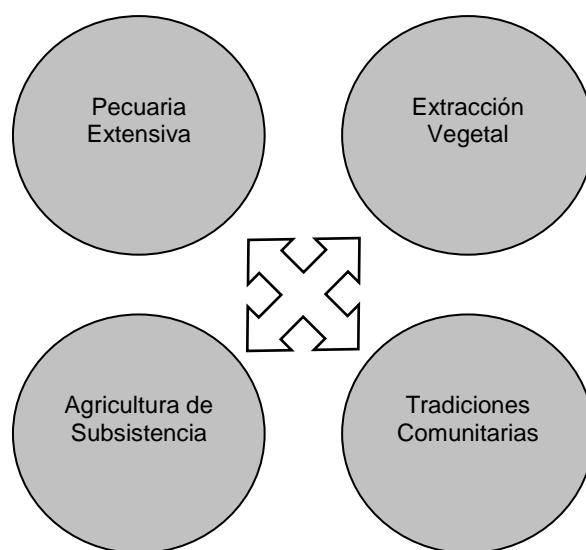 Pecuaria
Extensiva
Extracción
Vegetal
Agricultura de
Subsistencia
Tradiciones
Comunitarias